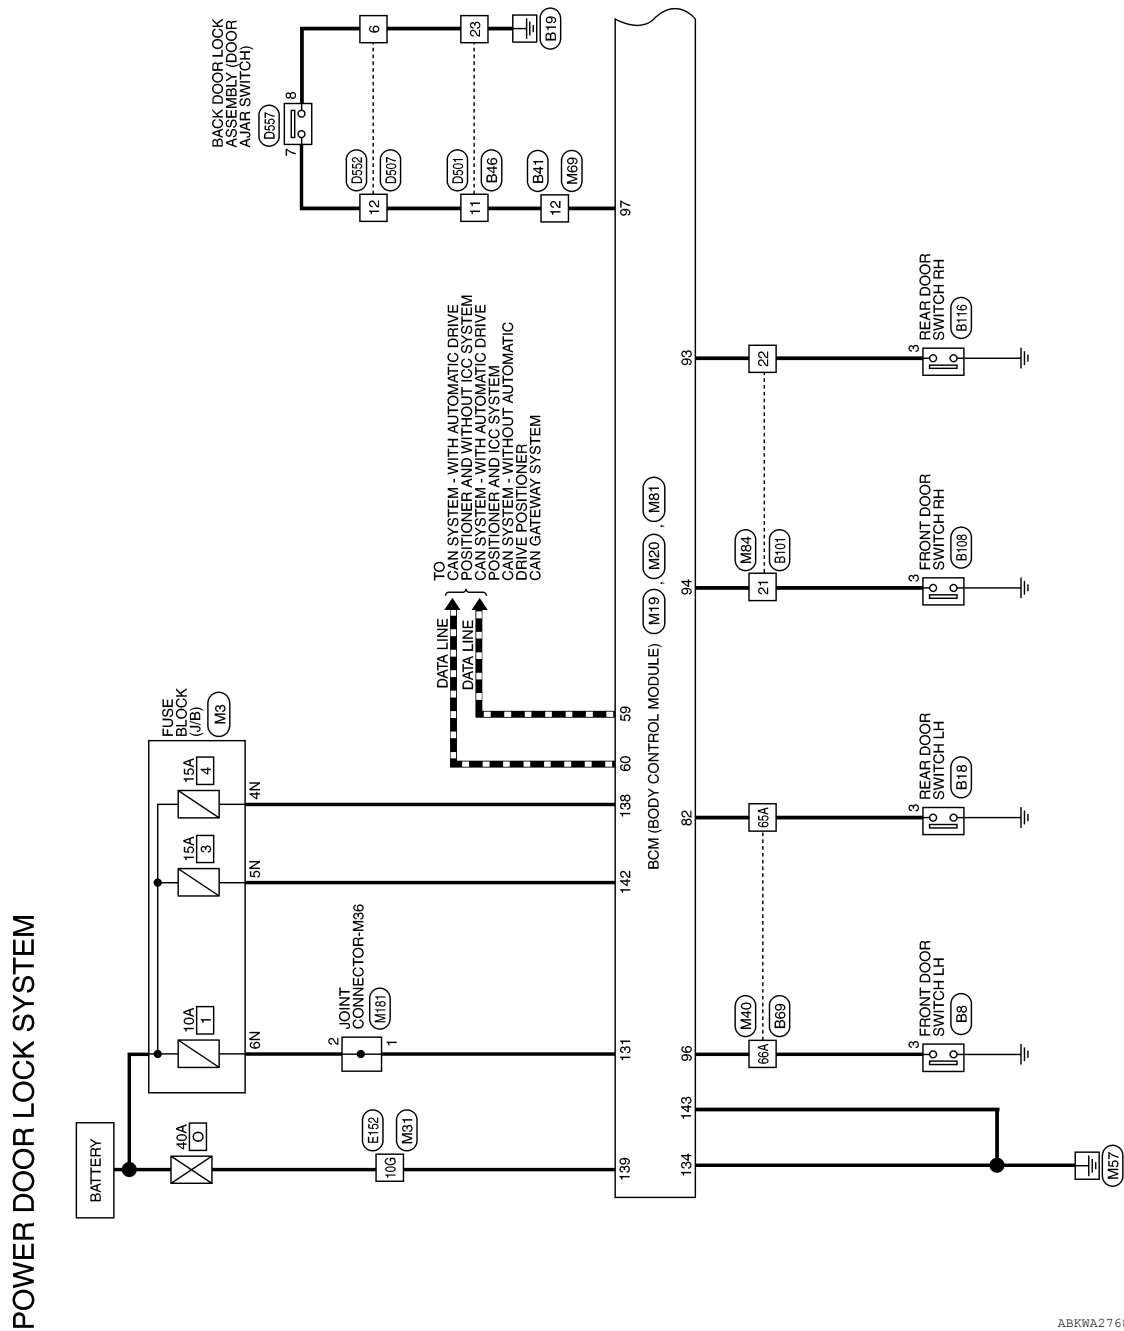 POWER DOOR LOCK SYSTEM
BATTERY
40A
O
E152
M31
10G
139
FUSE
BLOCK
(J/B)
M3
10A
1
6N
15A
3
5N
15A
4
4N
2
JOINT
CONNECTOR-M36
M181
1
131
142
138
60
59
DATA LINE
DATA LINE
TO
CAN SYSTEM - WITH AUTOMATIC DRIVE
POSITIONER AND WITHOUT ICC SYSTEM
CAN SYSTEM - WITH AUTOMATIC DRIVE
POSITIONER AND ICC SYSTEM
CAN SYSTEM - WITHOUT AUTOMATIC
DRIVE POSITIONER
CAN GATEWAY SYSTEM
BACK DOOR LOCK
ASSEMBLY (DOOR
AJAR SWITCH)
D557
7
8
D552
D507
12
6
D501
B46
11
23
B41
M69
12
B19
97
BCM (BODY CONTROL MODULE) M19 , M20 , M81
134
143
96
82
94
93
M57
M40
B69
66A
65A
M84
B101
21
22
3
FRONT DOOR
SWITCH LH
B8
3
REAR DOOR
SWITCH LH
B18
3
FRONT DOOR
SWITCH RH
B108
3
REAR DOOR
SWITCH RH
B116